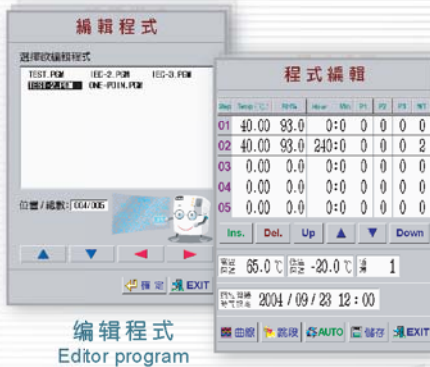 編輯程式
選擇欲編輯程式
TEST.PGM IEC-2.PGM IEC-3.PGM
TEST-2.PGM ONE-POIN.PGM
位置/總數: 004/005
確定 EXIT
编辑程式
Editor program
程式編輯
Step Temp(℃) RH% Hour Min P1 P2 P3 WT
01 40.00 93.0 0:0 0 0 0 0
02 40.00 93.0 240:0 0 0 0 2
03 0.00 0.0 0:0 0 0 0 0
04 0.00 0.0 0:0 0 0 0 0
05 0.00 0.0 0:0 0 0 0 0
Ins. Del. Up Down
65.0 ℃ -20.0 ℃ 1
2004 / 09 / 23 12 : 00
曲線 跳段 AUTO 儲存 EXIT